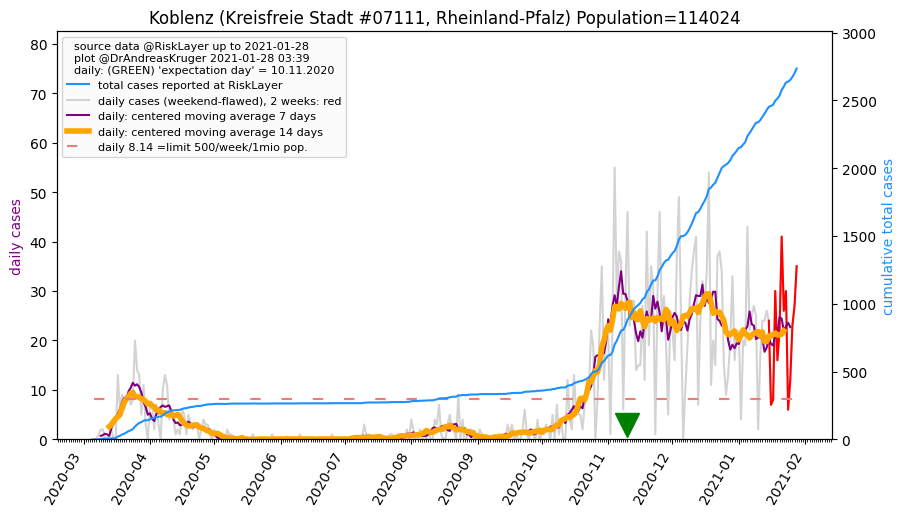 Koblenz (Kreisfreie Stadt #07111, Rheinland-Pfalz) Population=114024
source data @RiskLayer up to 2021-01-28
plot @DrAndreasKruger 2021-01-28 03:39
daily: (GREEN) 'expectation day' = 10.11.2020
total cases reported at RiskLayer
daily cases (weekend-flawed), 2 weeks: red
daily: centered moving average 7 days
daily: centered moving average 14 days
daily 8.14 =limit 500/week/1mio pop.
daily cases
80
70
60
50
40
30
20
10
0
cumulative total cases
3000
2500
2000
1500
1000
500
0
2020-03
2020-04
2020-05
2020-06
2020-07
2020-08
2020-09
2020-10
2020-11
2020-12
2021-01
2021-02